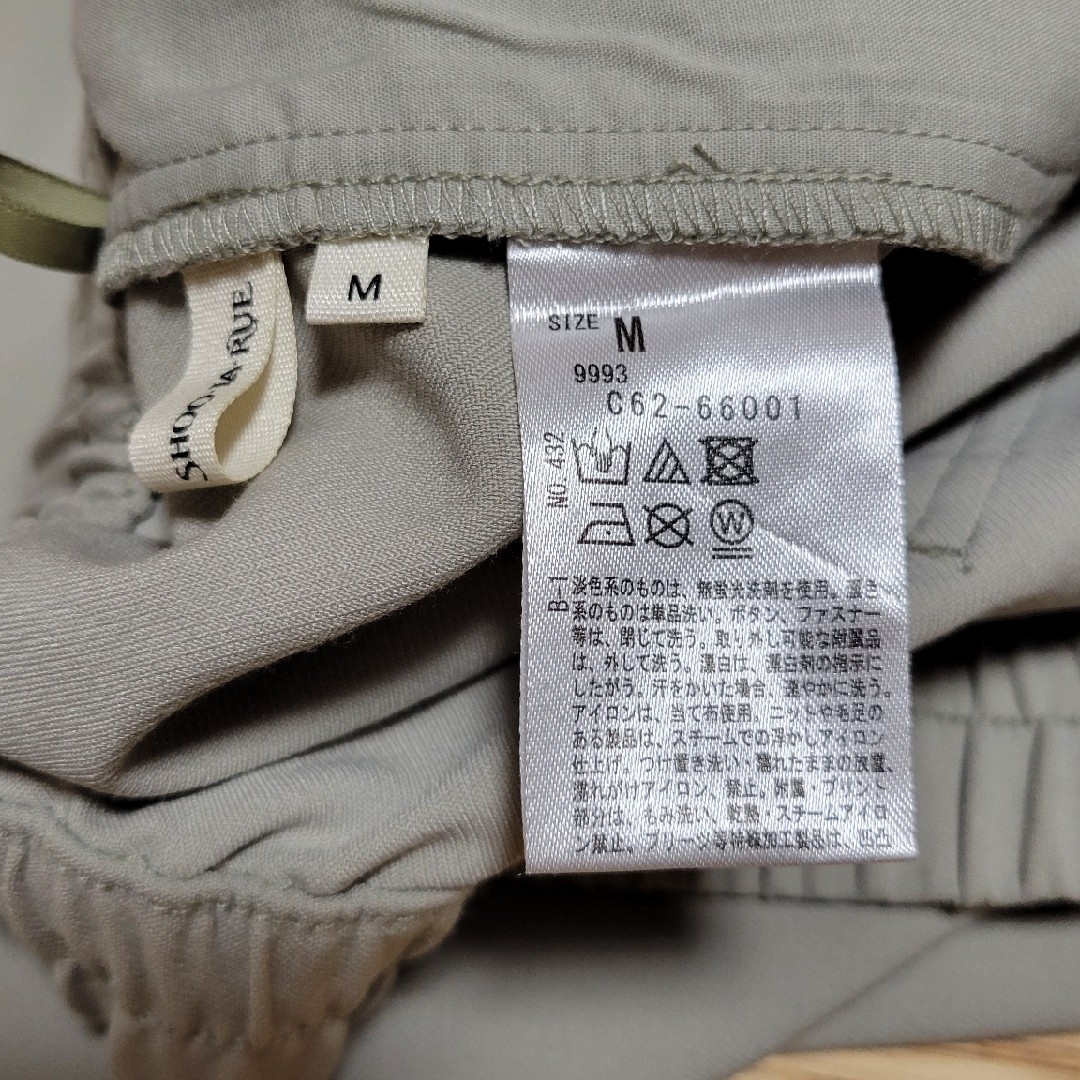 SHOO·LA·RUE
M
SIZE M
9993
C62-66001
NO 432
W
B1
淡色系のものは、無蛍光洗剤を使用。濃色
系のものは単品洗い。ボタン、ファスナー
等は、閉じて洗う。取り外し可能な附属品
は、外して洗う。漂白は、漂白剤の指示に
したがう。汗をかいた場合、速やかに洗う。
アイロンは、当て布使用。ニットや毛足の
ある製品は、スチームでの浮かしアイロン
仕上げ。つけ置き洗い・濡れたままの放置、
濡れがけアイロン、禁止。附属・プリント
部分は、もみ洗い、乾熱・スチームアイロ
ン禁止。プリーツ等特殊加工製品は、凹凸